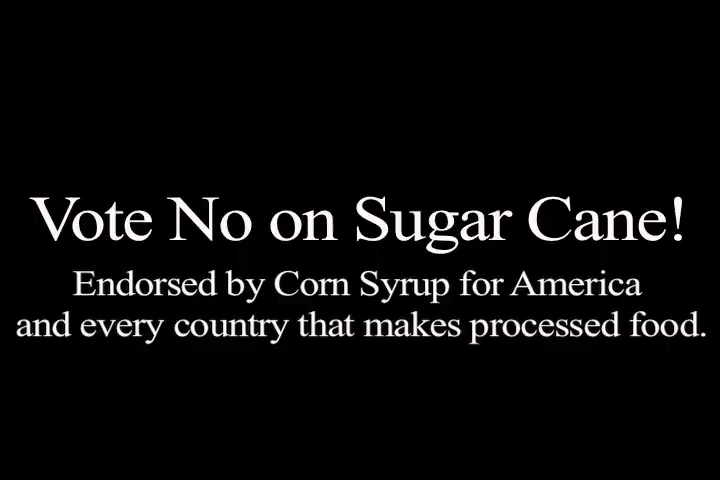 Vote No on Sugar Cane!
Endorsed by Corn Syrup for America
and every country that makes processed food.